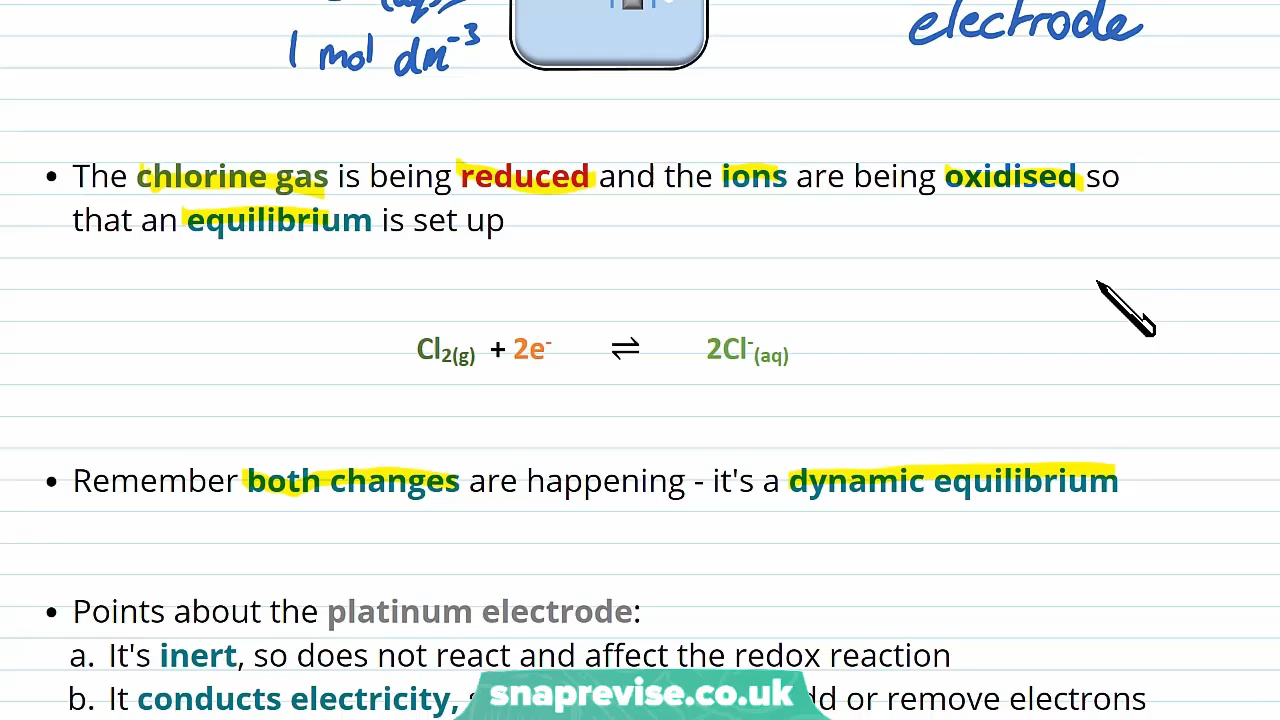 (aq)
1 mol dm⁻³
electrode
• The chlorine gas is being reduced and the ions are being oxidised so
that an equilibrium is set up
Cl₂(g) + 2e⁻ ⇌ 2Cl⁻(aq)
• Remember both changes are happening - it's a dynamic equilibrium
• Points about the platinum electrode:
a. It's inert, so does not react and affect the redox reaction
b. It conducts electricity, or remove electrons
snaprevise.co.uk